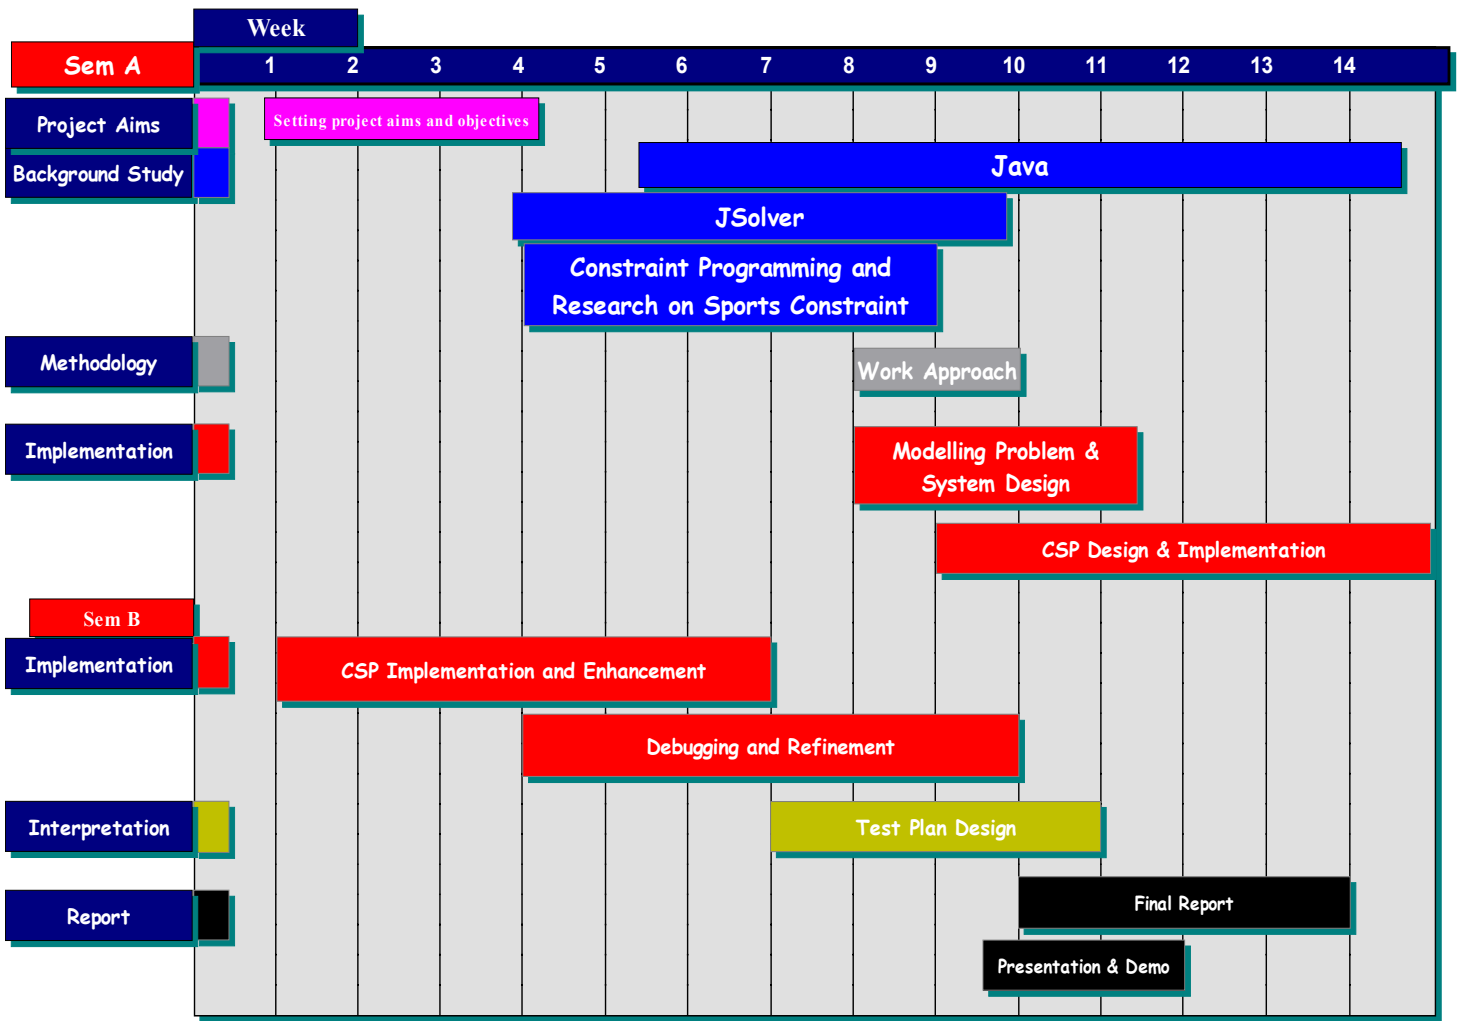 Week
Sem A
1 2 3 4 5 6 7 8 9 10 11 12 13 14
Project Aims
Setting project aims and objectives
Background Study
Java
JSolver
Constraint Programming and
Research on Sports Constraint
Methodology
Work Approach
Implementation
Modelling Problem &
System Design
CSP Design & Implementation
Sem B
Implementation
CSP Implementation and Enhancement
Debugging and Refinement
Interpretation
Test Plan Design
Report
Final Report
Presentation & Demo